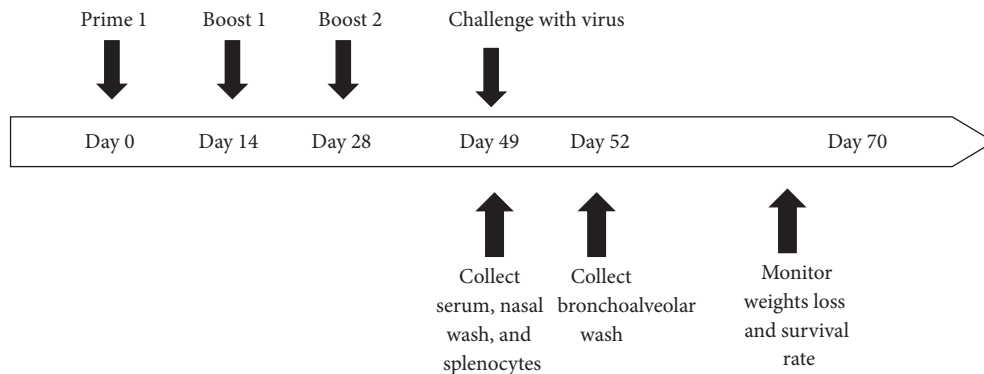 Prime 1 Boost 1 Boost 2 Challenge with virus
Day 0 Day 14 Day 28 Day 49 Day 52 Day 70
Collect
serum, nasal
wash, and
splenocytes
Collect
bronchoalveolar
wash
Monitor
weights loss
and survival
rate